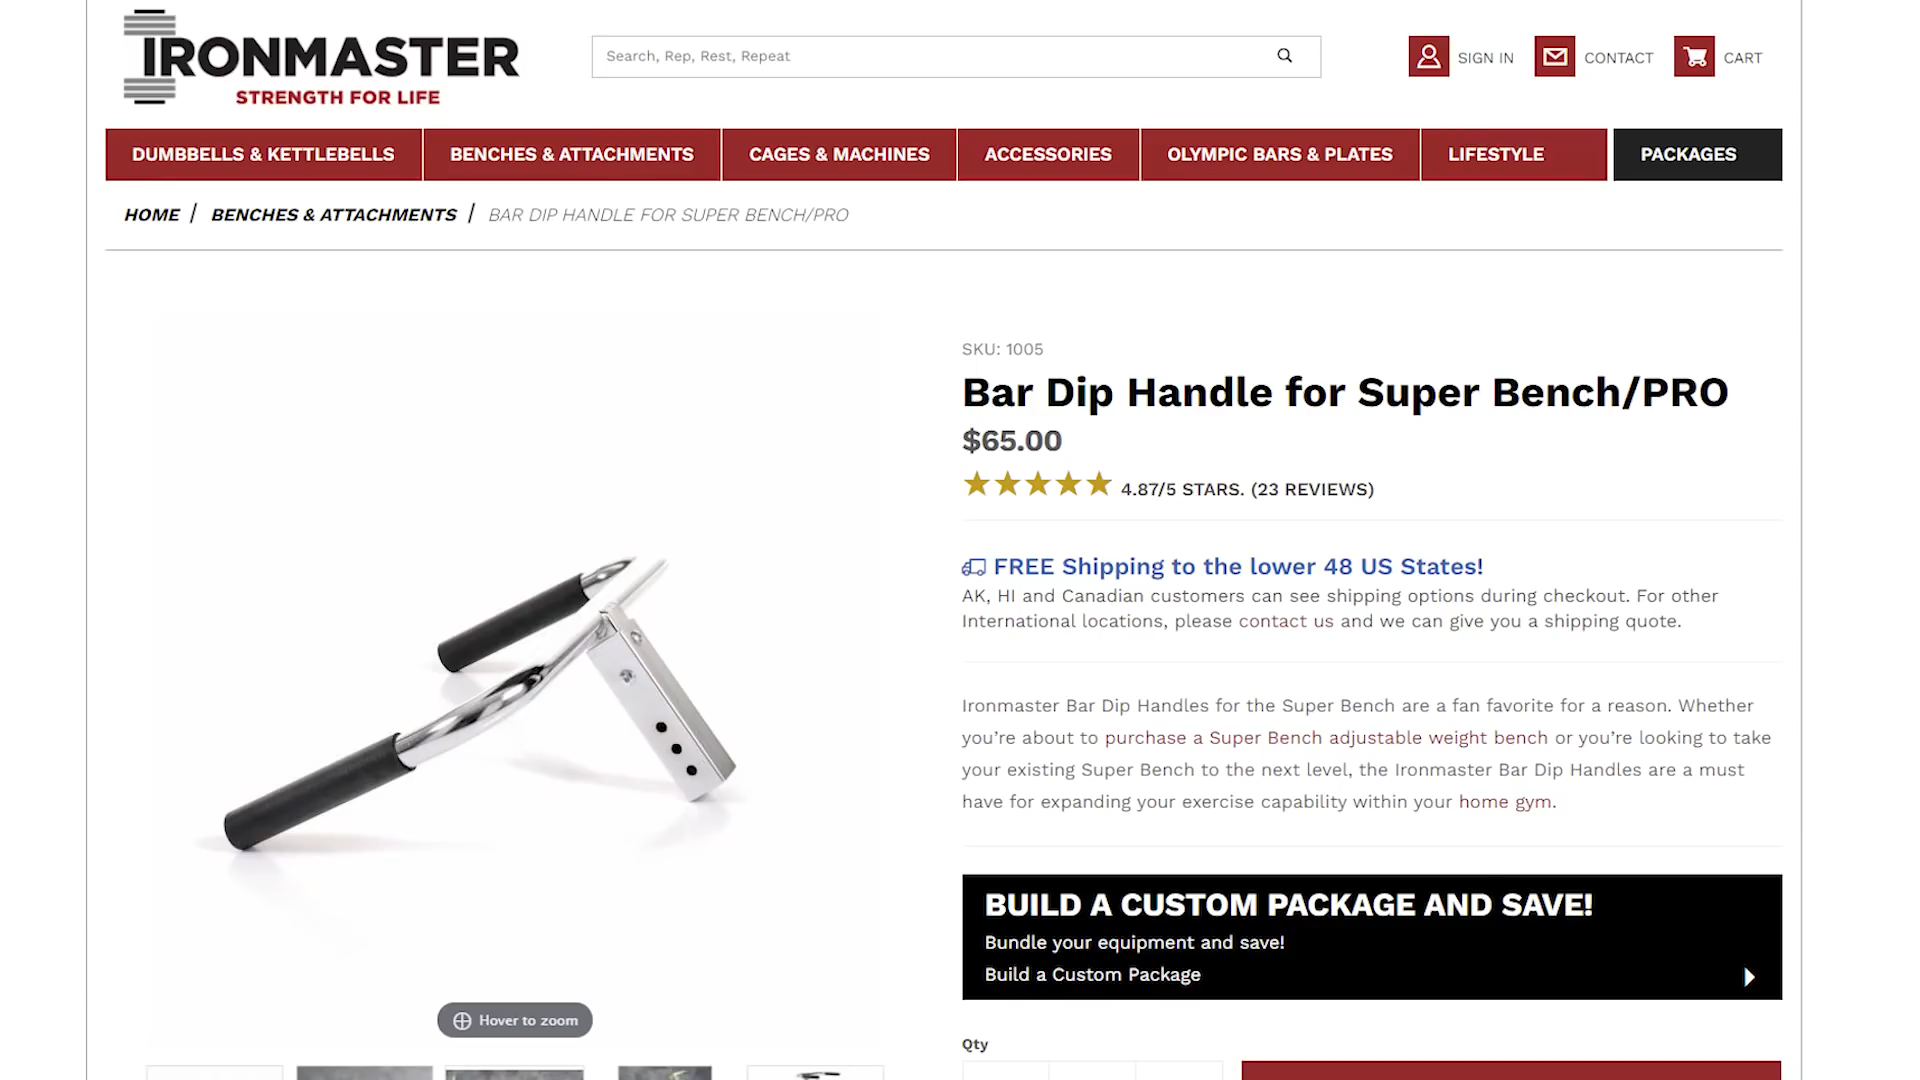 IRONMASTER
STRENGTH FOR LIFE
Search, Rep, Rest, Repeat
SIGN IN
CONTACT
CART
DUMBBELLS & KETTLEBELLS
BENCHES & ATTACHMENTS
CAGES & MACHINES
ACCESSORIES
OLYMPIC BARS & PLATES
LIFESTYLE
PACKAGES
HOME / BENCHES & ATTACHMENTS / BAR DIP HANDLE FOR SUPER BENCH/PRO
SKU: 1005
Bar Dip Handle for Super Bench/PRO
$65.00
4.87/5 STARS. (23 REVIEWS)
FREE Shipping to the lower 48 US States!
AK, HI and Canadian customers can see shipping options during checkout. For other
International locations, please contact us and we can give you a shipping quote.
Ironmaster Bar Dip Handles for the Super Bench are a fan favorite for a reason. Whether
you’re about to purchase a Super Bench adjustable weight bench or you’re looking to take
your existing Super Bench to the next level, the Ironmaster Bar Dip Handles are a must
have for expanding your exercise capability within your home gym.
BUILD A CUSTOM PACKAGE AND SAVE!
Bundle your equipment and save!
Build a Custom Package
Hover to zoom
Qty